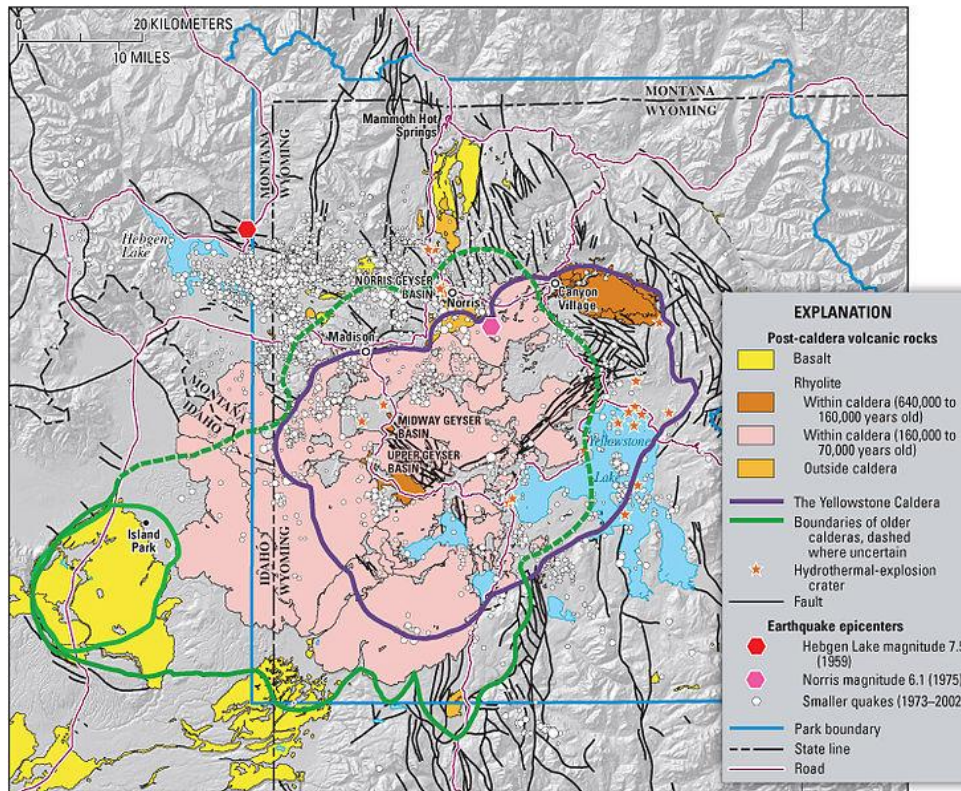 0
20 KILOMETERS
10 MILES
MONTANA
WYOMING
Mammoth Hot
Springs
MONTANA
WYOMING
Hebgen
Lake
NORRIS GEYSER
BASIN
Norris
Canyon
Village
Madison
MONTANA
IDAHO
MIDWAY GEYSER
BASIN
UPPER GEYSER
BASIN
Yellowstone
Lake
Island
Park
IDAHO
WYOMING
EXPLANATION
Post-caldera volcanic rocks
Basalt
Rhyolite
Within caldera (640,000 to
160,000 years old)
Within caldera (160,000 to
70,000 years old)
Outside caldera
The Yellowstone Caldera
Boundaries of older
calderas, dashed
where uncertain
Hydrothermal-explosion
crater
Fault
Earthquake epicenters
Hebgen Lake magnitude 7.5
(1959)
Norris magnitude 6.1 (1975)
Smaller quakes (1973–2002)
Park boundary
State line
Road